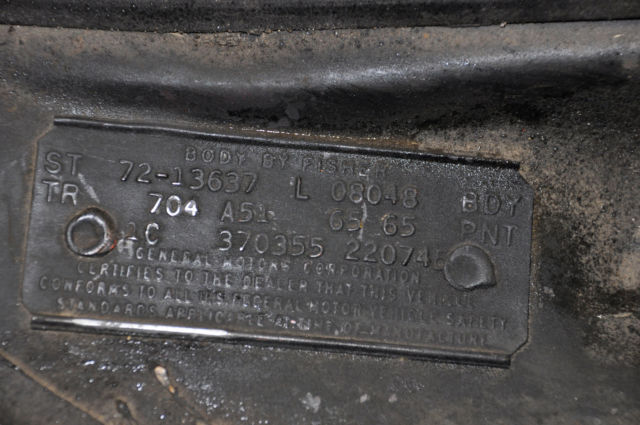 BODY BY FISHER
ST 72-13637 L 08048 BDY
TR 704 A51 65 65 PNT
2C 370355 22074
GENERAL MOTORS CORPORATION
CERTIFIES TO THE DEALER THAT THIS VEHICLE
CONFORMS TO ALL U.S. FEDERAL MOTOR VEHICLE SAFETY
STANDARDS APPLICABLE AT TIME OF MANUFACTURE